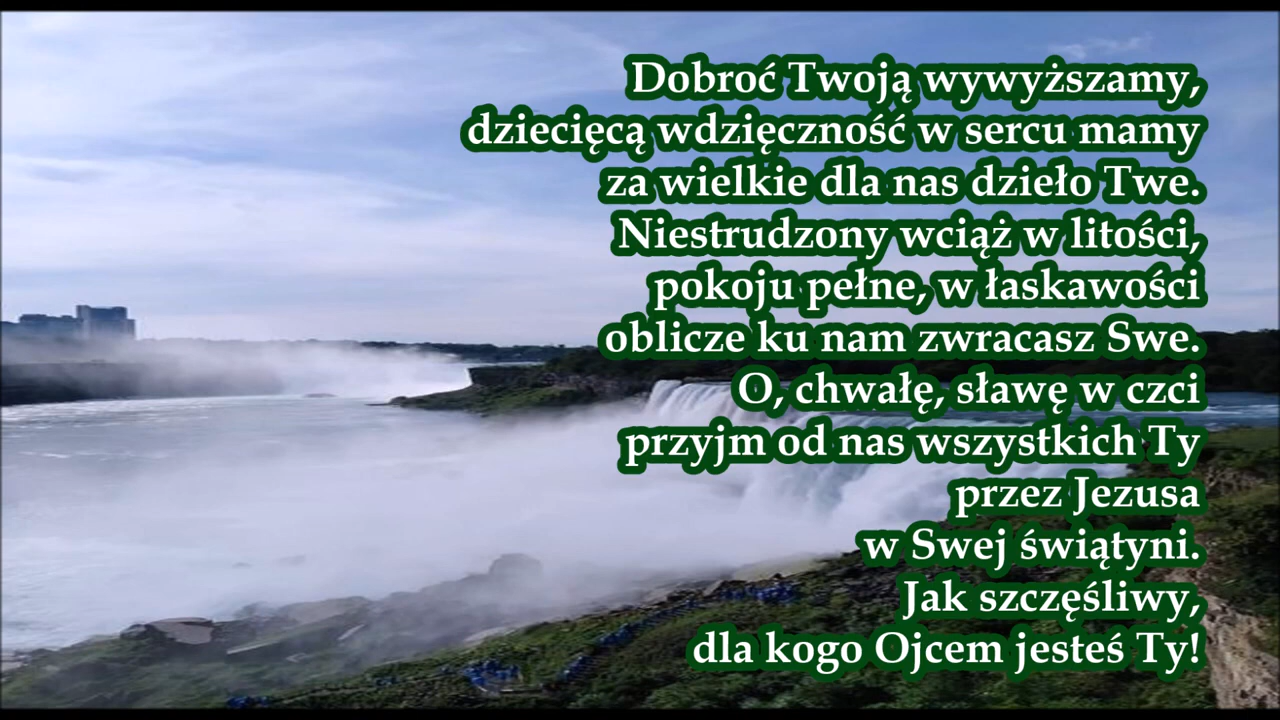 Dobroć Twoją wywyższamy,
dziecięcą wdzięczność w sercu mamy
za wielkie dla nas dzieło Twe.
Niestrudzony wciąż w litości,
pokoju pełne, w łaskawości
oblicze ku nam zwracasz Swe.
O, chwałę, sławę w czci
przyjm od nas wszystkich Ty
przez Jezusa
w Swej świątyni.
Jak szczęśliwy,
dla kogo Ojcem jesteś Ty!